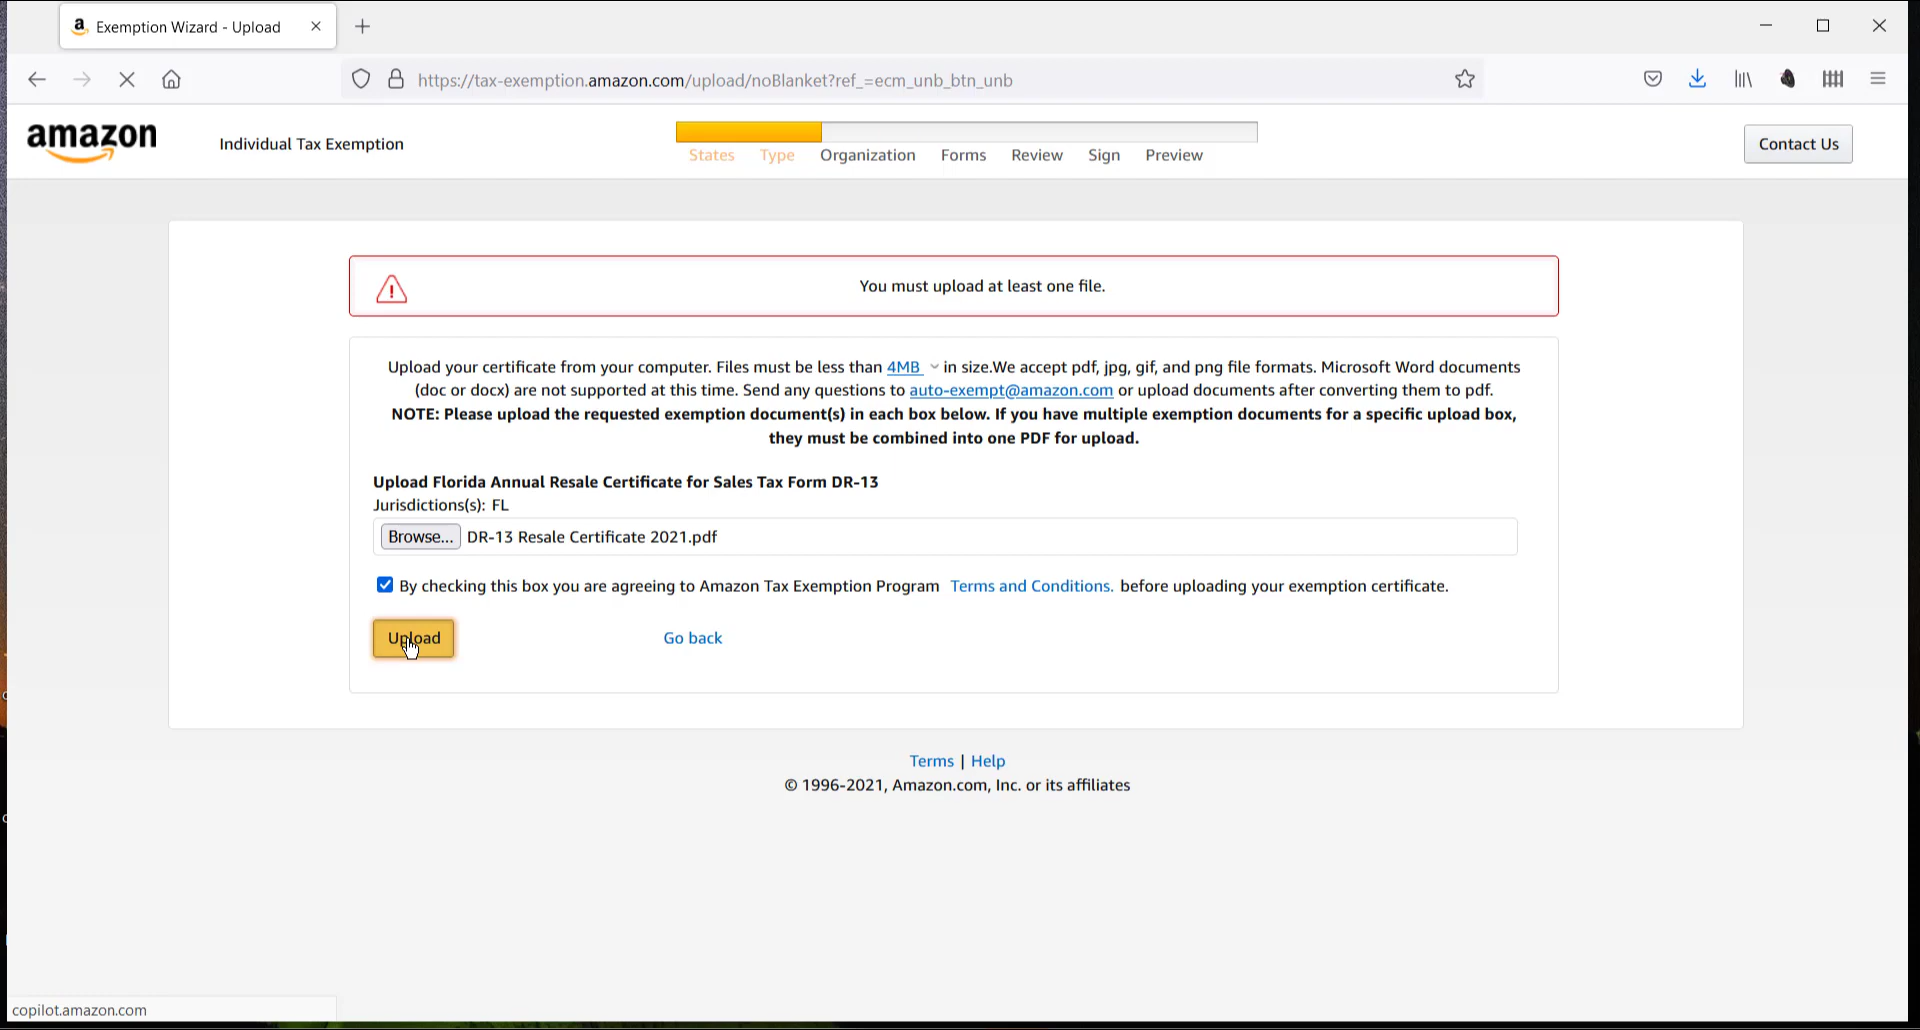 Exemption Wizard - Upload
https://tax-exemption.amazon.com/upload/noBlanket?ref_=ecm_unb_btn_unb
amazon
Individual Tax Exemption
States Type Organization Forms Review Sign Preview
Contact Us
You must upload at least one file.
Upload your certificate from your computer. Files must be less than 4MB in size.We accept pdf, jpg, gif, and png file formats. Microsoft Word documents
(doc or docx) are not supported at this time. Send any questions to auto-exempt@amazon.com or upload documents after converting them to pdf.
NOTE: Please upload the requested exemption document(s) in each box below. If you have multiple exemption documents for a specific upload box,
they must be combined into one PDF for upload.
Upload Florida Annual Resale Certificate for Sales Tax Form DR-13
Jurisdictions(s): FL
Browse... DR-13 Resale Certificate 2021.pdf
By checking this box you are agreeing to Amazon Tax Exemption Program Terms and Conditions. before uploading your exemption certificate.
Upload Go back
Terms | Help
© 1996-2021, Amazon.com, Inc. or its affiliates
copilot.amazon.com